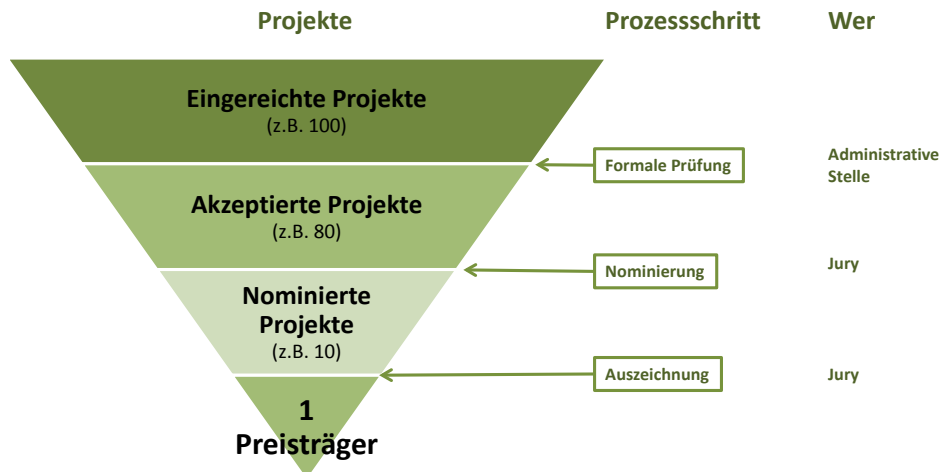 Projekte
Prozessschritt
Wer
Eingereichte Projekte
(z.B. 100)
Formale Prüfung
Administrative
Stelle
Akzeptierte Projekte
(z.B. 80)
Nominierung
Jury
Nominierte
Projekte
(z.B. 10)
Auszeichnung
Jury
1
Preisträger